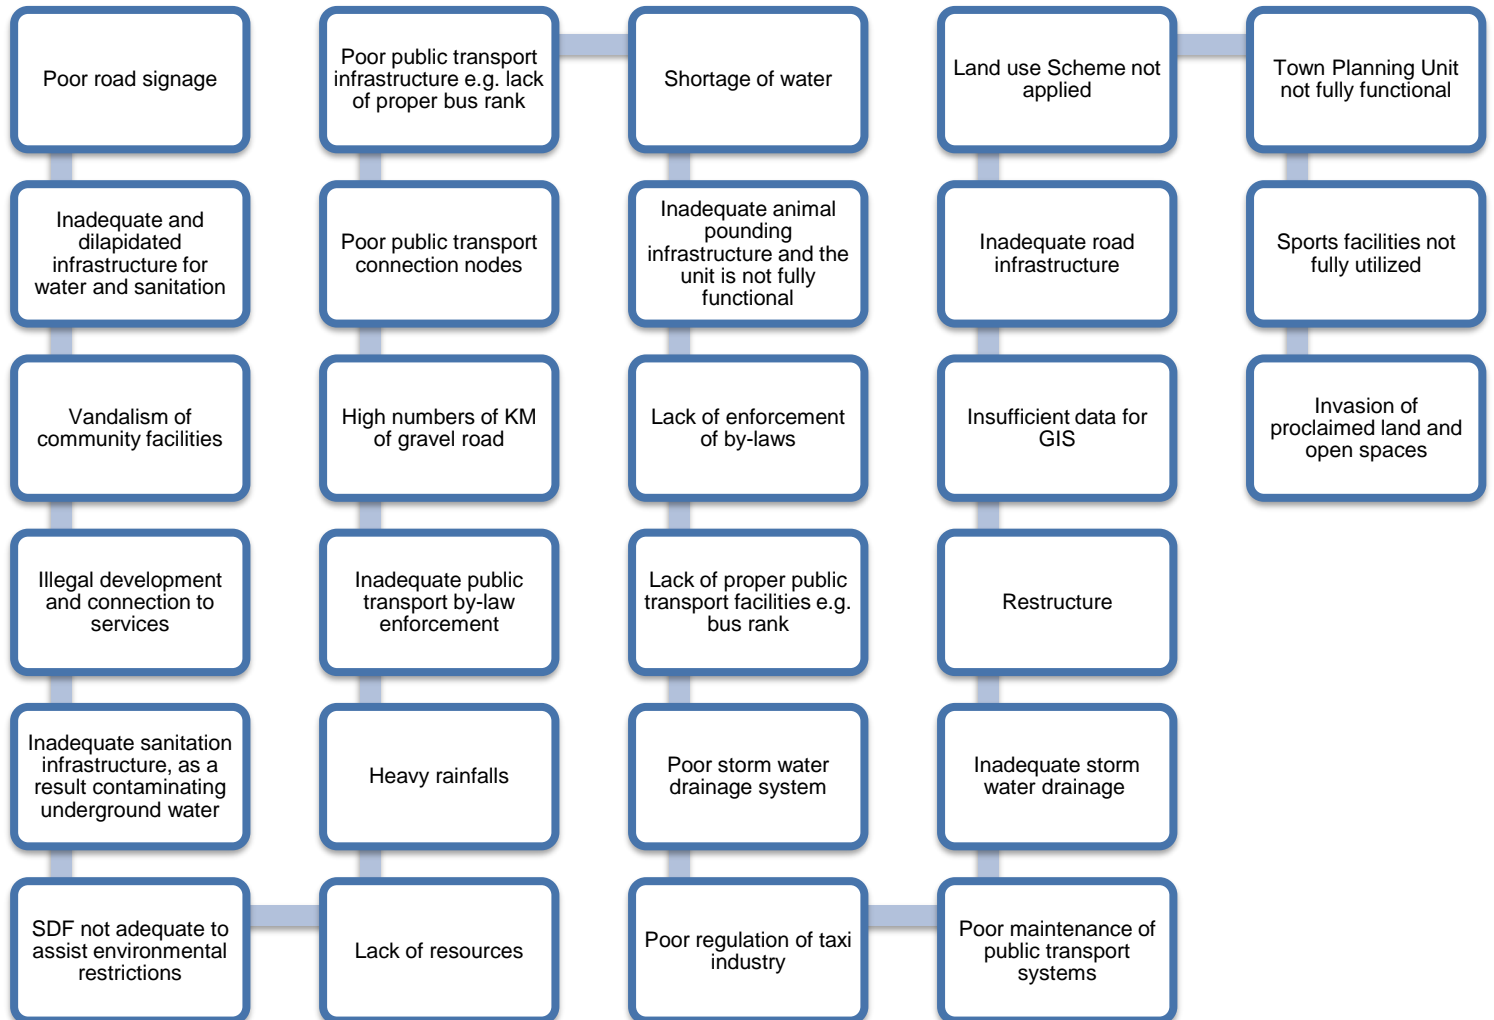 Poor road signage
Inadequate and
dilapidated
infrastructure for
water and sanitation
Vandalism of
community facilities
Illegal development
and connection to
services
Inadequate sanitation
infrastructure, as a
result contaminating
underground water
SDF not adequate to
assist environmental
restrictions
Lack of resources
Heavy rainfalls
Inadequate public
transport by-law
enforcement
High numbers of KM
of gravel road
Poor public transport
connection nodes
Poor public transport
infrastructure e.g. lack
of proper bus rank
Shortage of water
Inadequate animal
pounding
infrastructure and the
unit is not fully
functional
Lack of enforcement
of by-laws
Lack of proper public
transport facilities e.g.
bus rank
Poor storm water
drainage system
Poor regulation of taxi
industry
Poor maintenance of
public transport
systems
Inadequate storm
water drainage
Restructure
Insufficient data for
GIS
Inadequate road
infrastructure
Land use Scheme not
applied
Town Planning Unit
not fully functional
Sports facilities not
fully utilized
Invasion of
proclaimed land and
open spaces